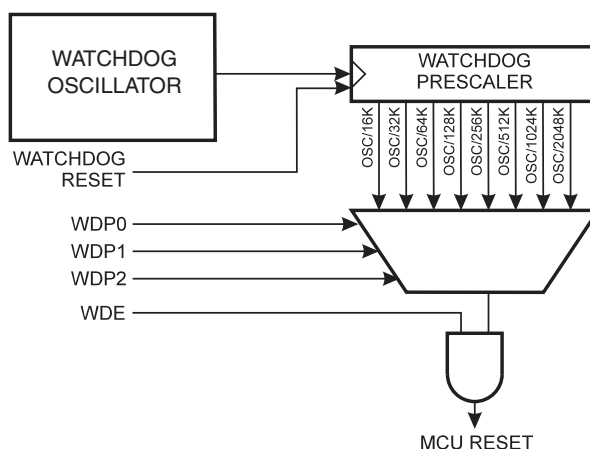 WATCHDOG
OSCILLATOR
WATCHDOG
PRESCALER
WATCHDOG
RESET
OSC/16K
OSC/32K
OSC/64K
OSC/128K
OSC/256K
OSC/512K
OSC/1024K
OSC/2048K
WDP0
WDP1
WDP2
WDE
MCU RESET